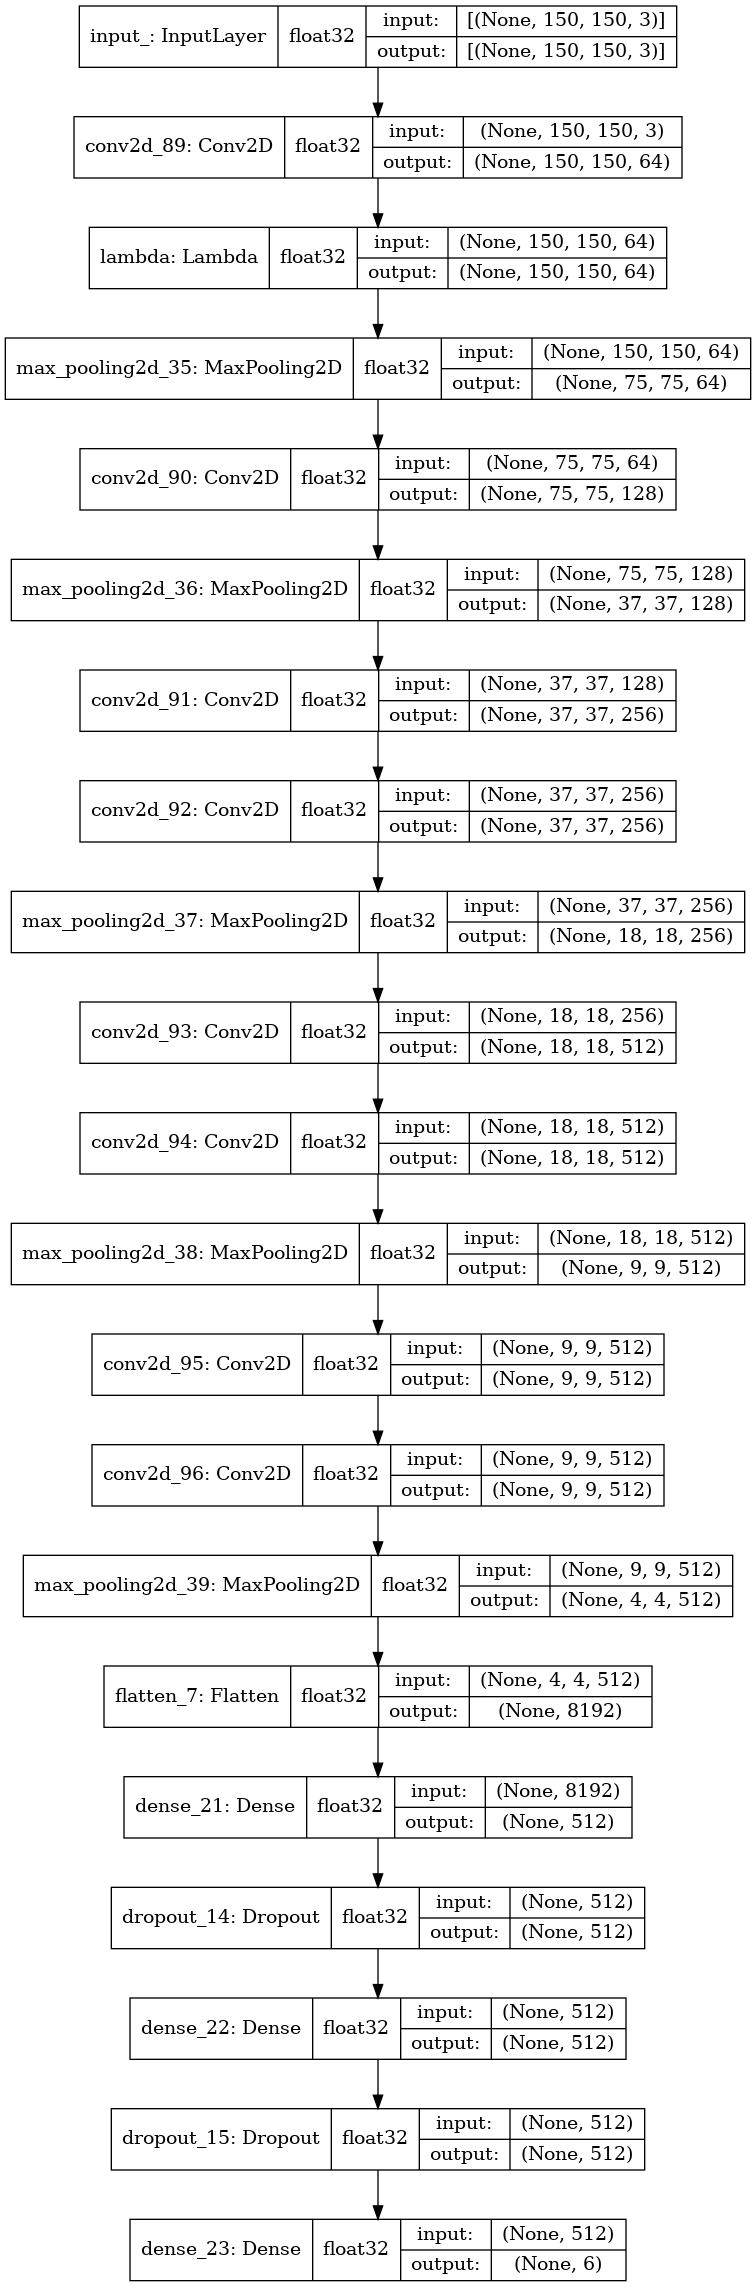 input_: InputLayer float32 input: [(None, 150, 150, 3)]
output: [(None, 150, 150, 3)]
conv2d_89: Conv2D float32 input: (None, 150, 150, 3)
output: (None, 150, 150, 64)
lambda: Lambda float32 input: (None, 150, 150, 64)
output: (None, 150, 150, 64)
max_pooling2d_35: MaxPooling2D float32 input: (None, 150, 150, 64)
output: (None, 75, 75, 64)
conv2d_90: Conv2D float32 input: (None, 75, 75, 64)
output: (None, 75, 75, 128)
max_pooling2d_36: MaxPooling2D float32 input: (None, 75, 75, 128)
output: (None, 37, 37, 128)
conv2d_91: Conv2D float32 input: (None, 37, 37, 128)
output: (None, 37, 37, 256)
conv2d_92: Conv2D float32 input: (None, 37, 37, 256)
output: (None, 37, 37, 256)
max_pooling2d_37: MaxPooling2D float32 input: (None, 37, 37, 256)
output: (None, 18, 18, 256)
conv2d_93: Conv2D float32 input: (None, 18, 18, 256)
output: (None, 18, 18, 512)
conv2d_94: Conv2D float32 input: (None, 18, 18, 512)
output: (None, 18, 18, 512)
max_pooling2d_38: MaxPooling2D float32 input: (None, 18, 18, 512)
output: (None, 9, 9, 512)
conv2d_95: Conv2D float32 input: (None, 9, 9, 512)
output: (None, 9, 9, 512)
conv2d_96: Conv2D float32 input: (None, 9, 9, 512)
output: (None, 9, 9, 512)
max_pooling2d_39: MaxPooling2D float32 input: (None, 9, 9, 512)
output: (None, 4, 4, 512)
flatten_7: Flatten float32 input: (None, 4, 4, 512)
output: (None, 8192)
dense_21: Dense float32 input: (None, 8192)
output: (None, 512)
dropout_14: Dropout float32 input: (None, 512)
output: (None, 512)
dense_22: Dense float32 input: (None, 512)
output: (None, 512)
dropout_15: Dropout float32 input: (None, 512)
output: (None, 512)
dense_23: Dense float32 input: (None, 512)
output: (None, 6)